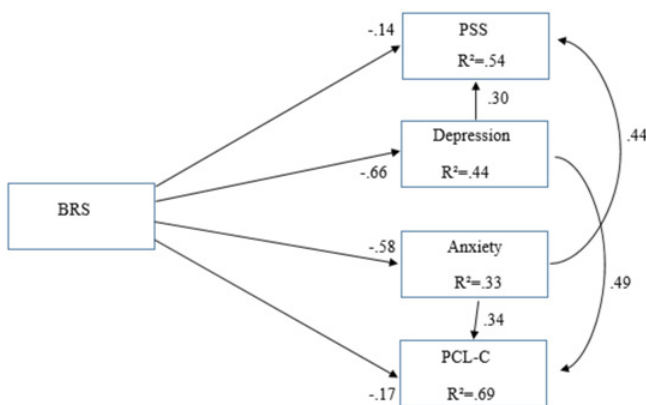 -.14
PSS
R²=.54
.30
.44
Depression
-.66
R²=.44
BRS
-.58
Anxiety
R²=.33
.49
.34
PCL-C
-.17
R²=.69